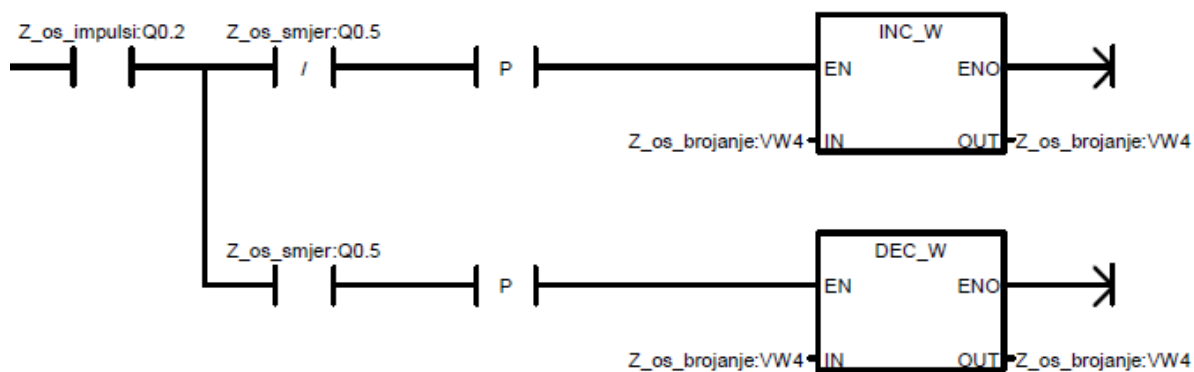 Z_os_impulsi:Q0.2 Z_os_smjer:Q0.5 INC_W
/ P EN ENO
Z_os_brojanje:VW4 IN OUT Z_os_brojanje:VW4
Z_os_smjer:Q0.5 DEC_W
P EN ENO
Z_os_brojanje:VW4 IN OUT Z_os_brojanje:VW4